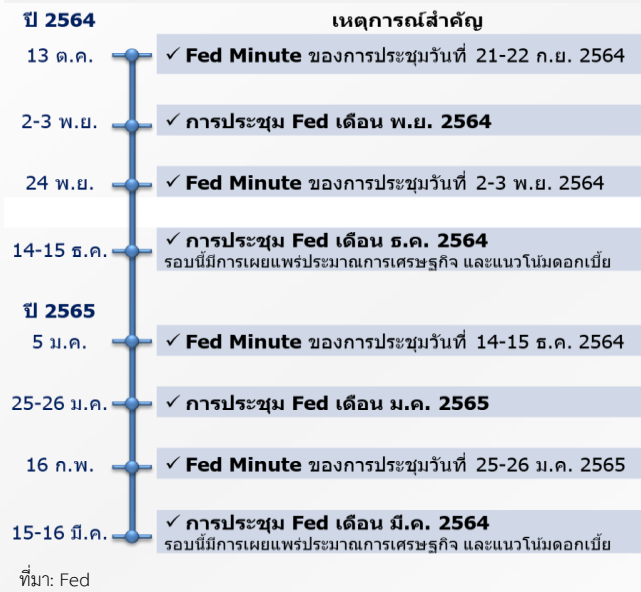 ปี 2564 เหตุการณ์สำคัญ
13 ต.ค. ✓ Fed Minute ของการประชุมวันที่ 21-22 ก.ย. 2564
2-3 พ.ย. ✓ การประชุม Fed เดือน พ.ย. 2564
24 พ.ย. ✓ Fed Minute ของการประชุมวันที่ 2-3 พ.ย. 2564
14-15 ธ.ค. ✓ การประชุม Fed เดือน ธ.ค. 2564
รอบนี้มีการเผยแพร่ประมาณการเศรษฐกิจ และแนวโน้มดอกเบี้ย
ปี 2565
5 ม.ค. ✓ Fed Minute ของการประชุมวันที่ 14-15 ธ.ค. 2564
25-26 ม.ค. ✓ การประชุม Fed เดือน ม.ค. 2565
16 ก.พ. ✓ Fed Minute ของการประชุมวันที่ 25-26 ม.ค. 2565
15-16 มี.ค. ✓ การประชุม Fed เดือน มี.ค. 2564
รอบนี้มีการเผยแพร่ประมาณการเศรษฐกิจ และแนวโน้มดอกเบี้ย
ที่มา: Fed